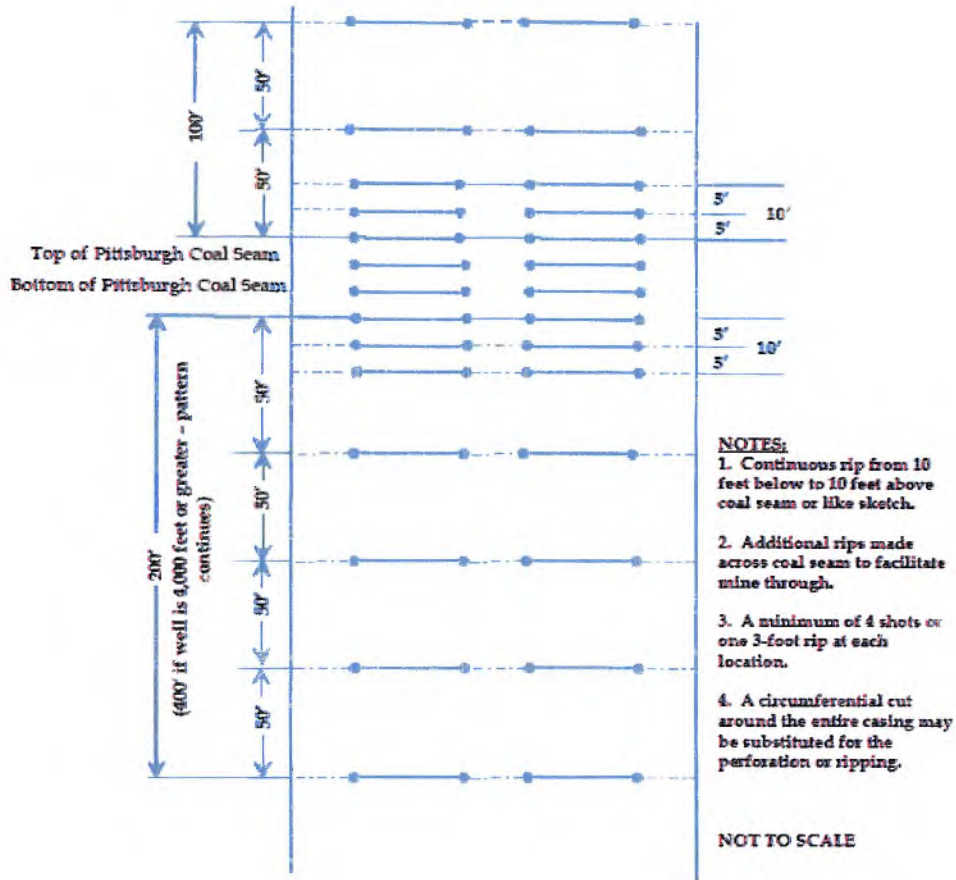 50'
100'
50'
5'
10'
5'
Top of Pittsburgh Coal Seam
Bottom of Pittsburgh Coal Seam
5'
10'
5'
50'
50'
200'
(400' if well is 4,000 feet or greater – pattern
continues)
50'
50'
NOTES:
1. Continuous rip from 10
feet below to 10 feet above
coal seam or like sketch.
2. Additional rips made
across coal seam to facilitate
mine through.
3. A minimum of 4 shots or
one 3-foot rip at each
location.
4. A circumferential cut
around the entire casing may
be substituted for the
perforation or ripping.
NOT TO SCALE